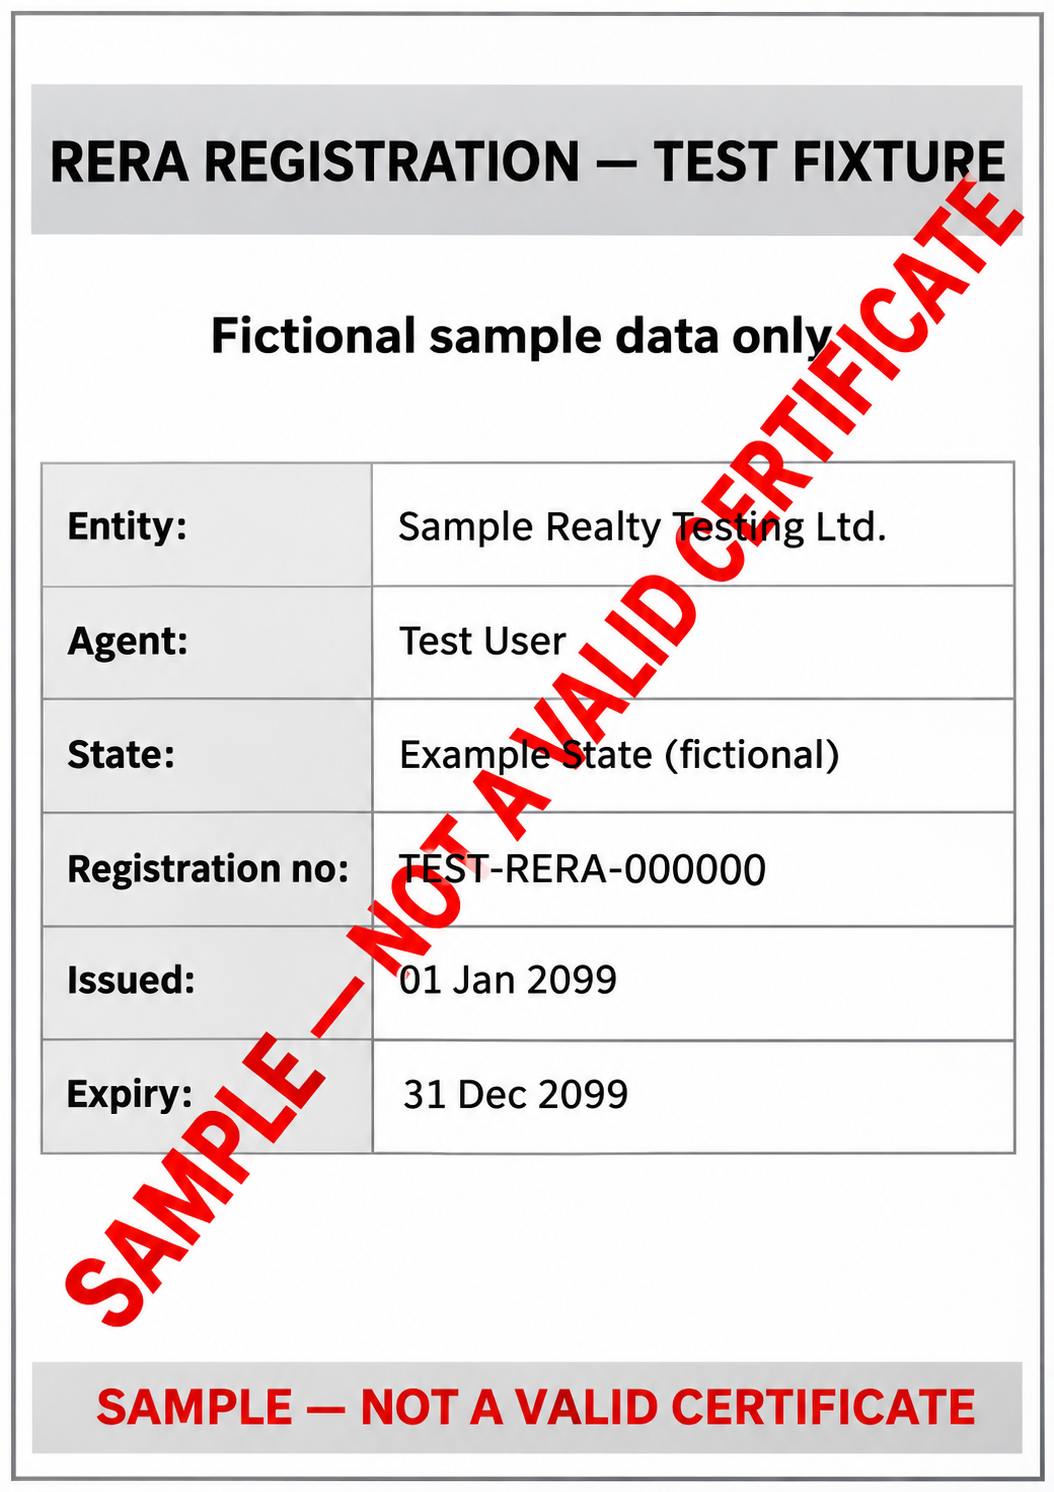 RERA REGISTRATION — TEST FIXTURE
Fictional sample data only
Entity: Sample Realty Testing Ltd.
Agent: Test User
State: Example State (fictional)
Registration no: TEST-RERA-000000
Issued: 01 Jan 2099
Expiry: 31 Dec 2099
SAMPLE — NOT A VALID CERTIFICATE
SAMPLE — NOT A VALID CERTIFICATE